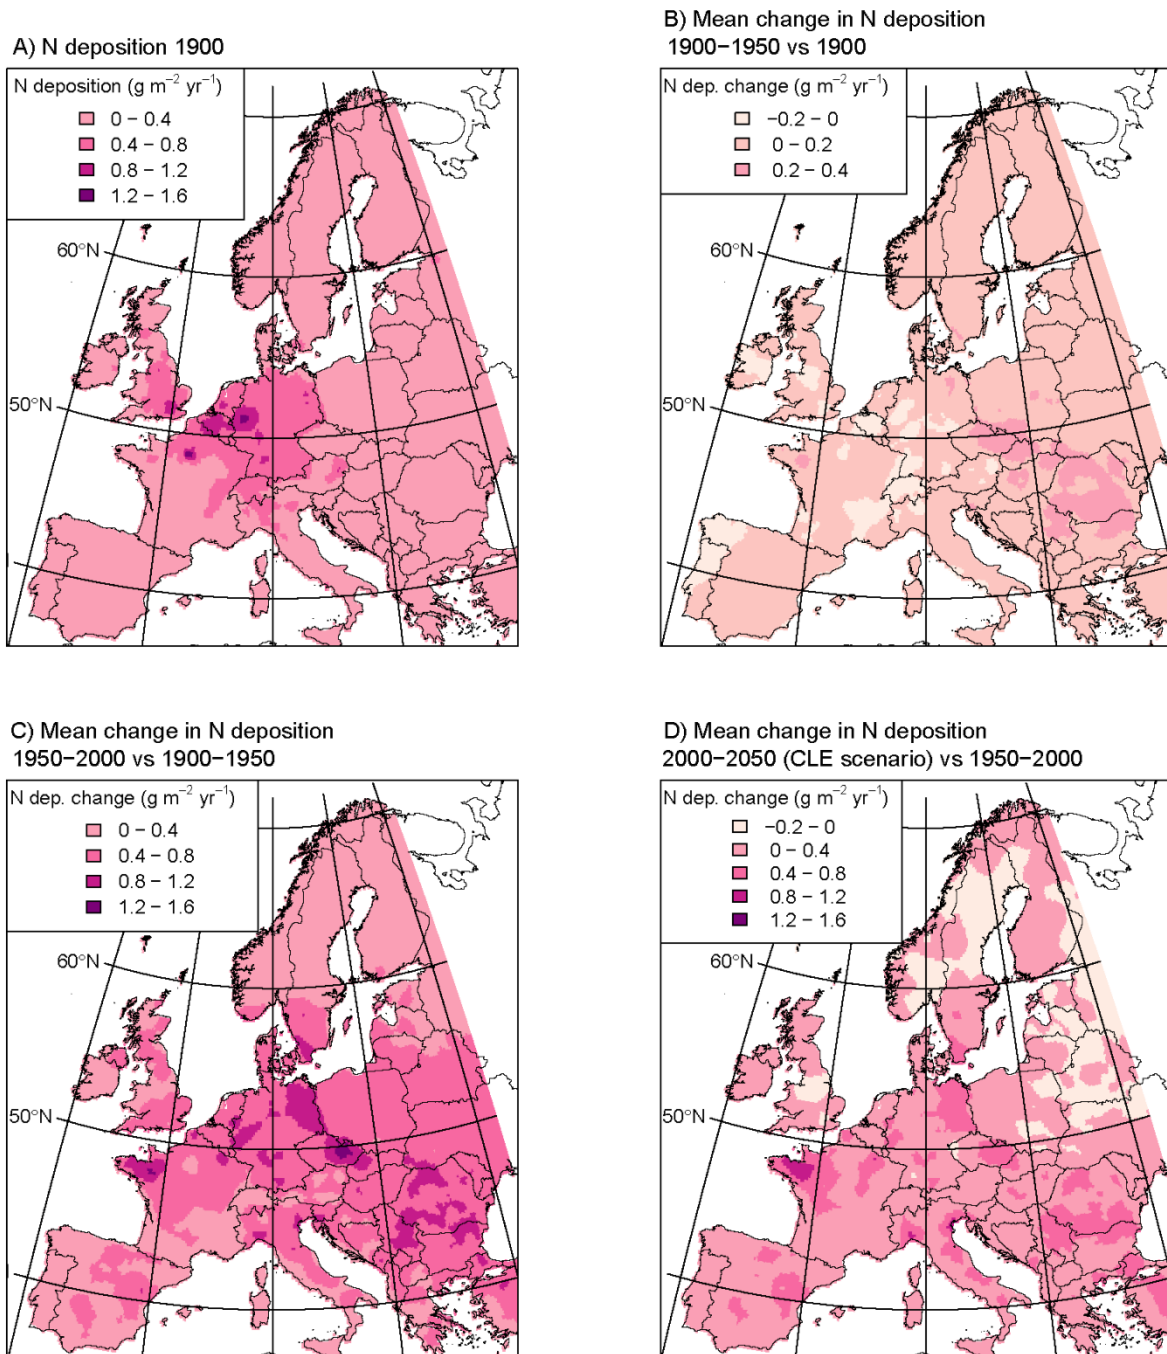 A) N deposition 1900
N deposition (g m⁻² yr⁻¹)
0 − 0.4
0.4 − 0.8
0.8 − 1.2
1.2 − 1.6
60°N
50°N
B) Mean change in N deposition
1900−1950 vs 1900
N dep. change (g m⁻² yr⁻¹)
−0.2 − 0
0 − 0.2
0.2 − 0.4
60°N
50°N
C) Mean change in N deposition
1950−2000 vs 1900−1950
N dep. change (g m⁻² yr⁻¹)
0 − 0.4
0.4 − 0.8
0.8 − 1.2
1.2 − 1.6
60°N
50°N
D) Mean change in N deposition
2000−2050 (CLE scenario) vs 1950−2000
N dep. change (g m⁻² yr⁻¹)
−0.2 − 0
0 − 0.4
0.4 − 0.8
0.8 − 1.2
1.2 − 1.6
60°N
50°N